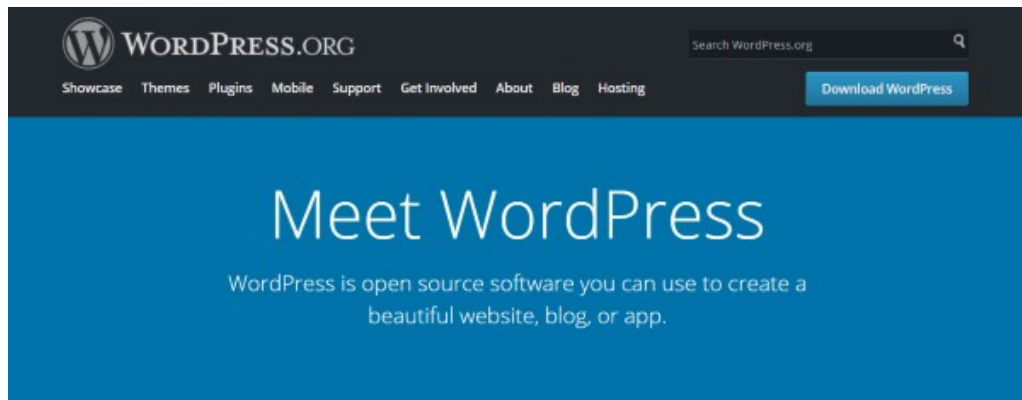 WORDPRESS.ORG
Search WordPress.org
Showcase Themes Plugins Mobile Support Get Involved About Blog Hosting
Download WordPress
Meet WordPress
WordPress is open source software you can use to create a
beautiful website, blog, or app.